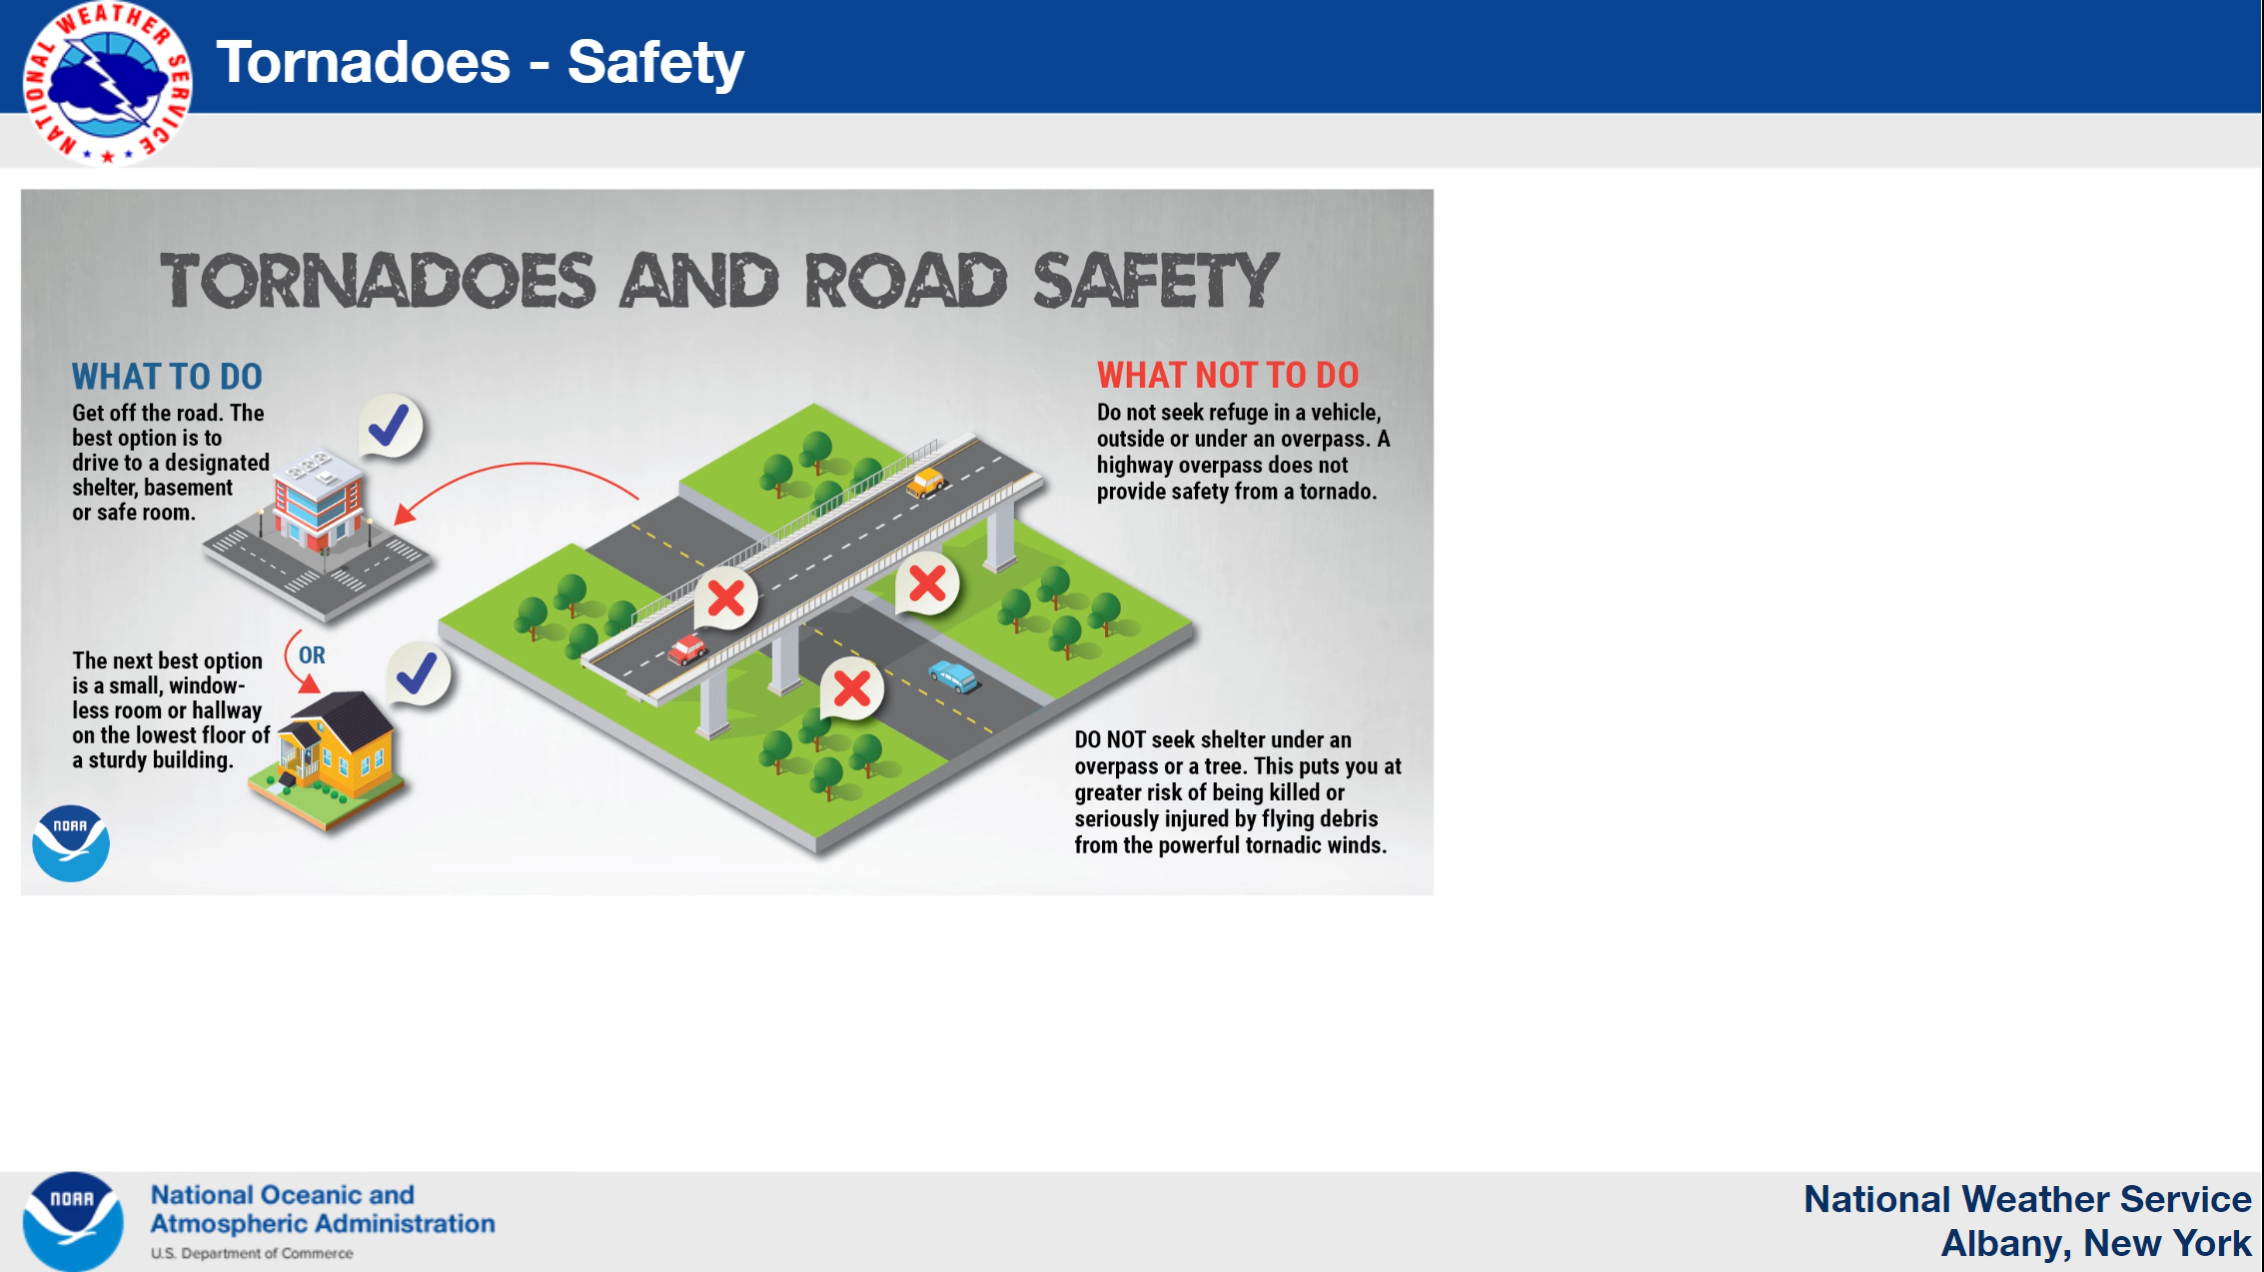 NATIONAL WEATHER SERVICE
Tornadoes - Safety
TORNADOES AND ROAD SAFETY
WHAT TO DO
Get off the road. The
best option is to
drive to a designated
shelter, basement
or safe room.
OR
The next best option
is a small, window-
less room or hallway
on the lowest floor of
a sturdy building.
WHAT NOT TO DO
Do not seek refuge in a vehicle,
outside or under an overpass. A
highway overpass does not
provide safety from a tornado.
DO NOT seek shelter under an
overpass or a tree. This puts you at
greater risk of being killed or
seriously injured by flying debris
from the powerful tornadic winds.
NOAA
NOAA
National Oceanic and
Atmospheric Administration
U.S. Department of Commerce
National Weather Service
Albany, New York